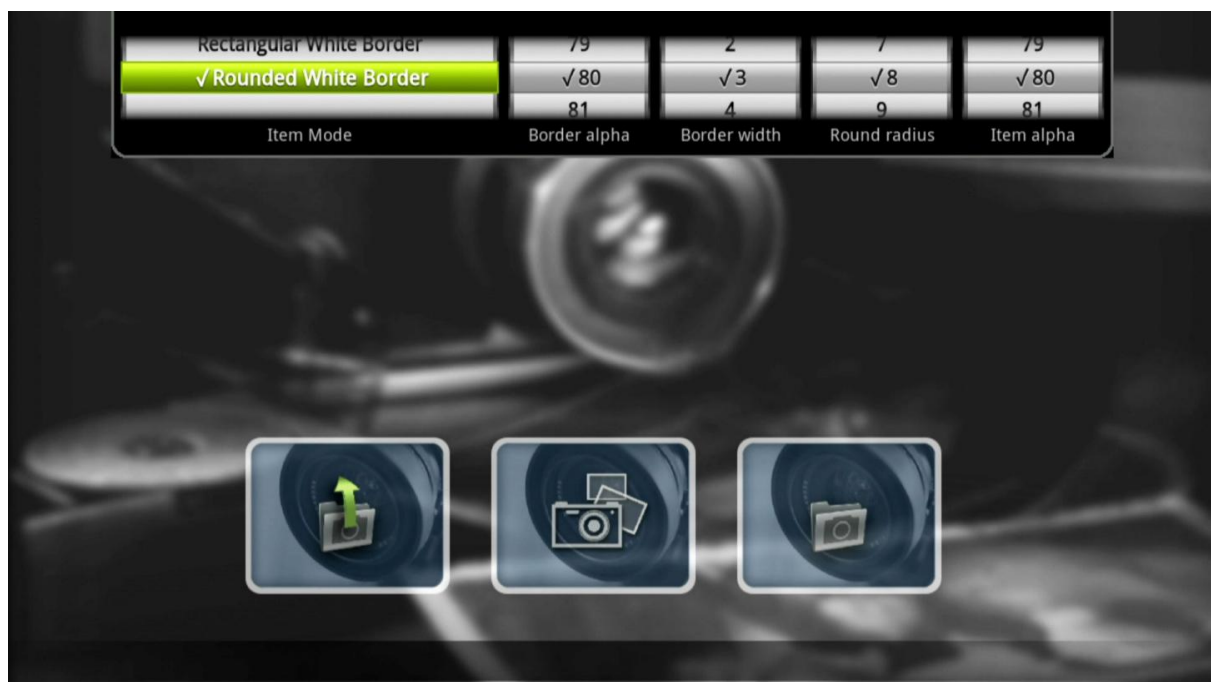 Rectangular White Border 79 2 7 79
√ Rounded White Border √ 80 √ 3 √ 8 √ 80
81 4 9 81
Item Mode Border alpha Border width Round radius Item alpha